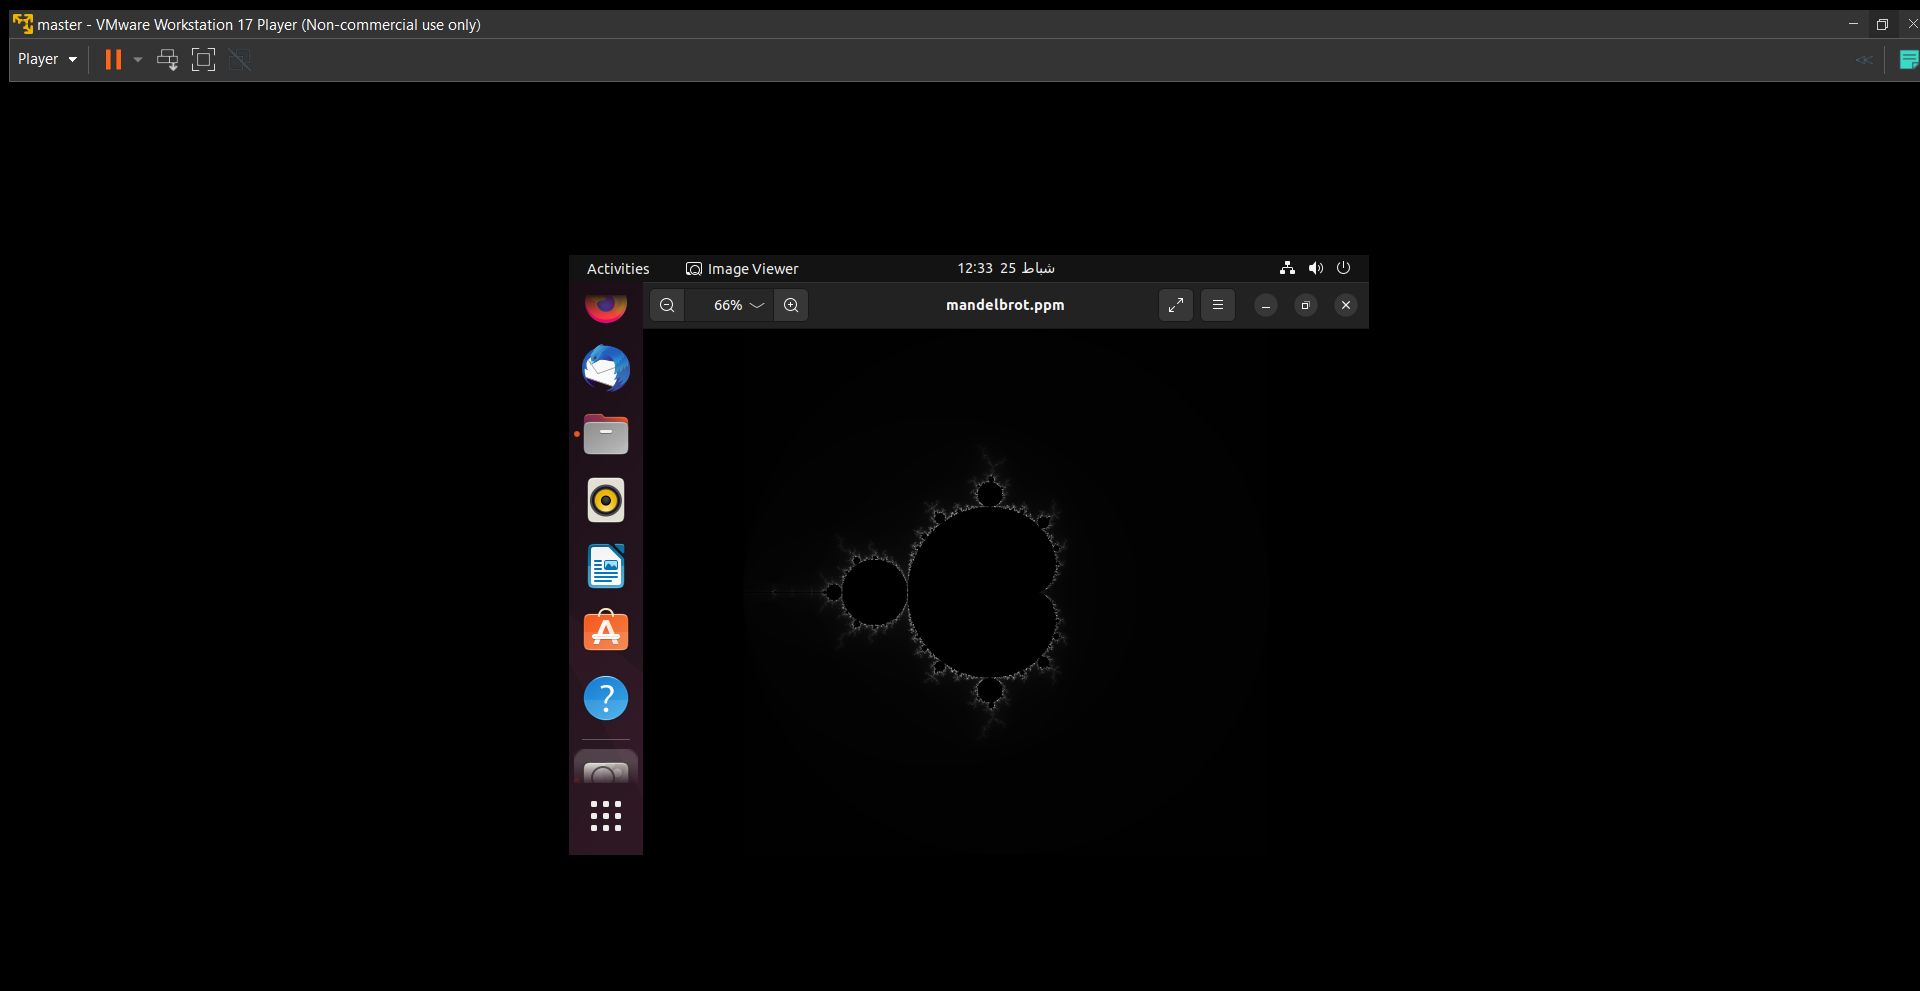 master - VMware Workstation 17 Player (Non-commercial use only)
Player
Activities
Image Viewer
12:33 25 شباط
66%
mandelbrot.ppm
?